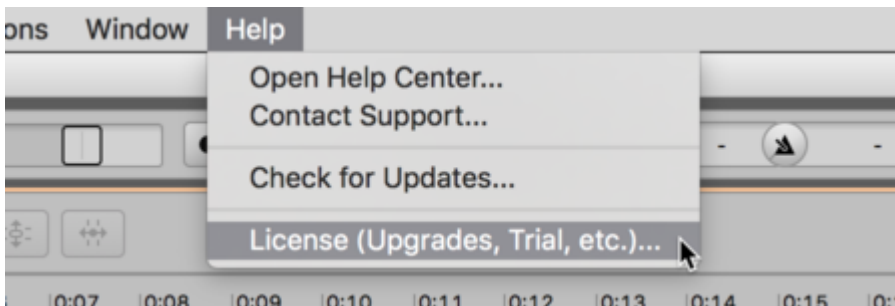 ons Window Help
Open Help Center...
Contact Support...
Check for Updates...
License (Upgrades, Trial, etc.)...
0:07 0:08 0:09 0:10 0:11 0:12 0:13 0:14 0:15